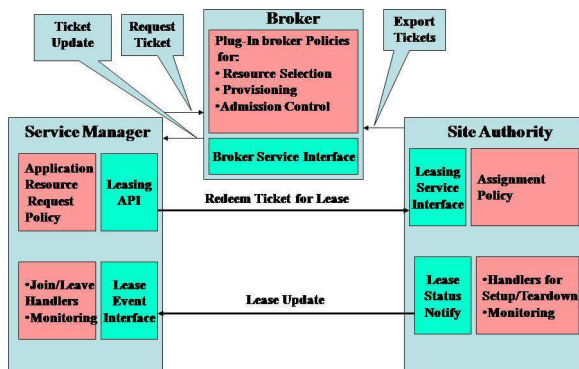 Broker
Ticket
Update
Request
Ticket
Export
Tickets
Plug-In broker Policies
for:
• Resource Selection
• Provisioning
•Admission Control
Broker Service Interface
Service Manager
Site Authority
Application
Resource
Request
Policy
Leasing
API
Redeem Ticket for Lease
Leasing
Service
Interface
Assignment
Policy
•Join/Leave
Handlers
•Monitoring
Lease
Event
Interface
Lease Update
Lease
Status
Notify
•Handlers for
Setup/Teardown
•Monitoring